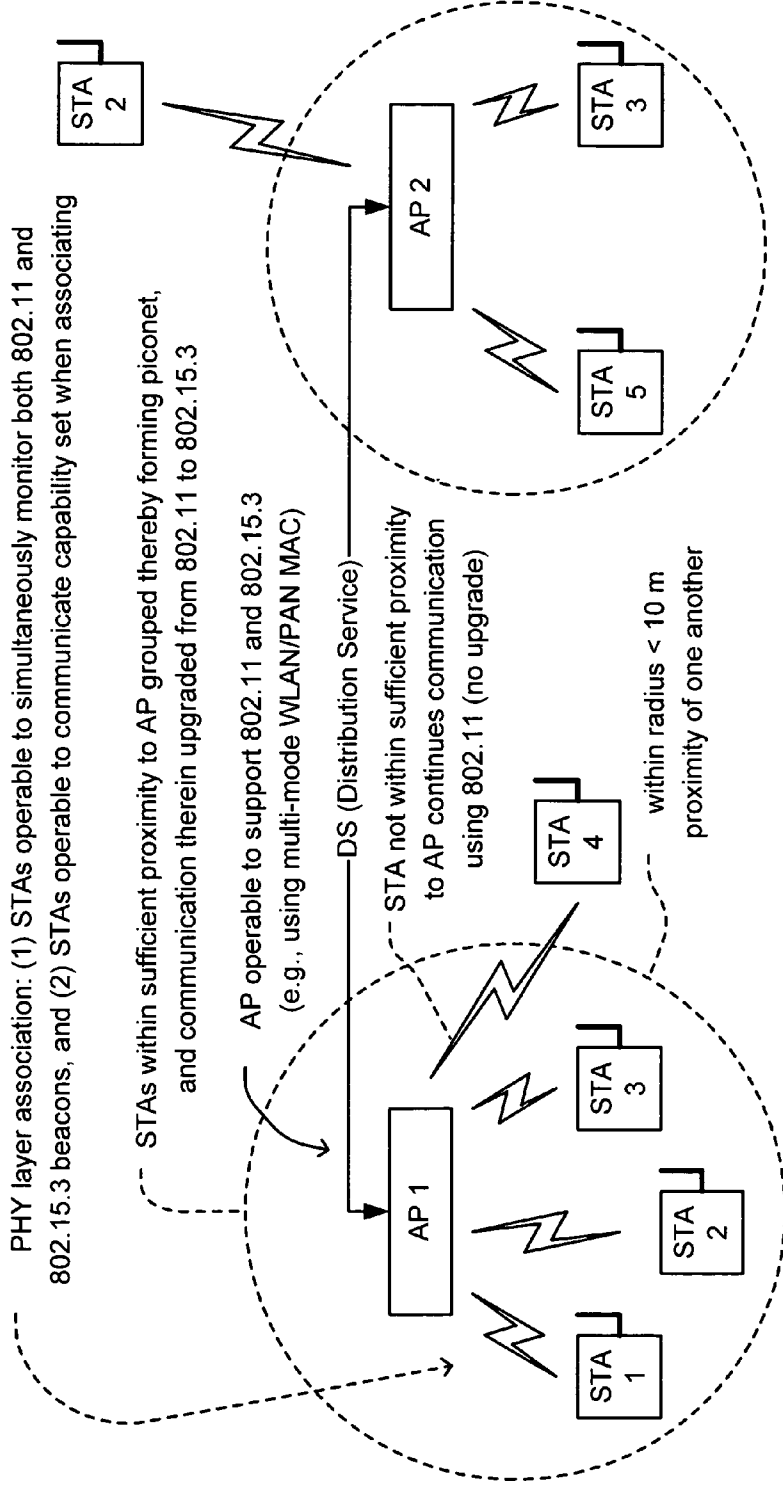 PHY layer association: (1) STAs operable to simultaneously monitor both 802.11 and
802.15.3 beacons, and (2) STAs operable to communicate capability set when associating
STAs within sufficient proximity to AP grouped thereby forming piconet,
and communication therein upgraded from 802.11 to 802.15.3
AP operable to support 802.11 and 802.15.3
(e.g., using multi-mode WLAN/PAN MAC)
DS (Distribution Service)
STA not within sufficient proximity
to AP continues communication
using 802.11 (no upgrade)
within radius < 10 m
proximity of one another
AP 1
STA
1
STA
2
STA
3
STA
4
AP 2
STA
5
STA
3
STA
2